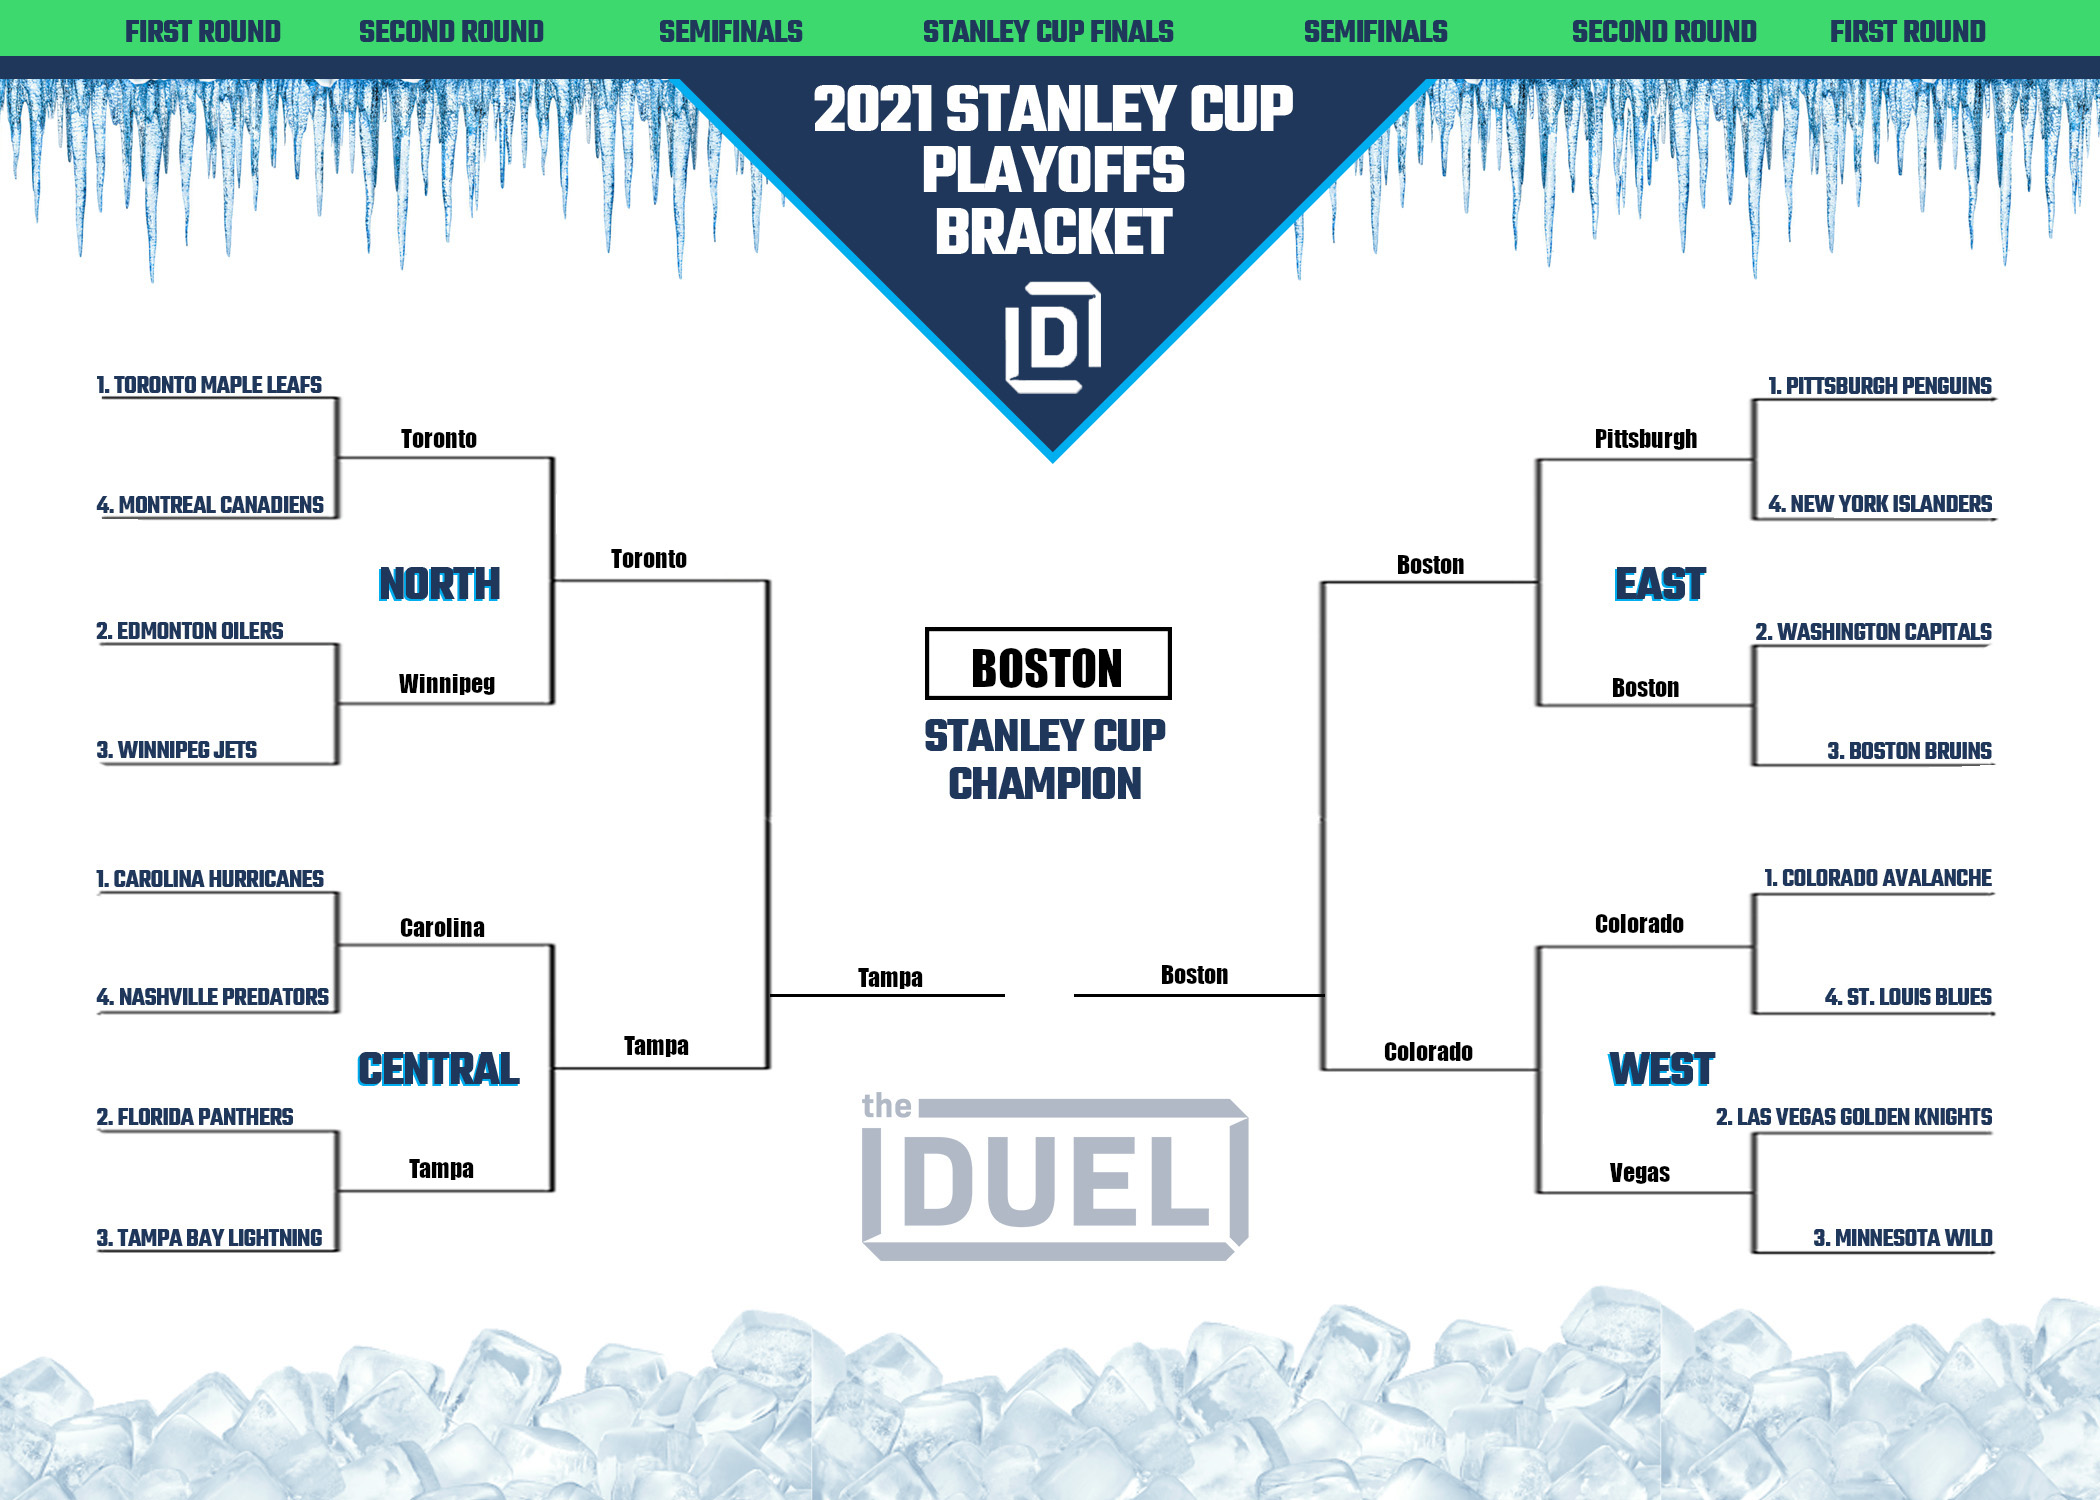 FIRST ROUND
SECOND ROUND
SEMIFINALS
STANLEY CUP FINALS
SEMIFINALS
SECOND ROUND
FIRST ROUND
2021 STANLEY CUP
PLAYOFFS
BRACKET
D
1. TORONTO MAPLE LEAFS
Toronto
4. MONTREAL CANADIENS
Toronto
NORTH
2. EDMONTON OILERS
Winnipeg
3. WINNIPEG JETS
1. CAROLINA HURRICANES
Carolina
4. NASHVILLE PREDATORS
Tampa
CENTRAL
2. FLORIDA PANTHERS
Tampa
3. TAMPA BAY LIGHTNING
Tampa
BOSTON
STANLEY CUP
CHAMPION
Boston
the
DUEL
1. PITTSBURGH PENGUINS
Pittsburgh
4. NEW YORK ISLANDERS
Boston
EAST
2. WASHINGTON CAPITALS
Boston
3. BOSTON BRUINS
1. COLORADO AVALANCHE
Colorado
4. ST. LOUIS BLUES
Colorado
WEST
2. LAS VEGAS GOLDEN KNIGHTS
Vegas
3. MINNESOTA WILD